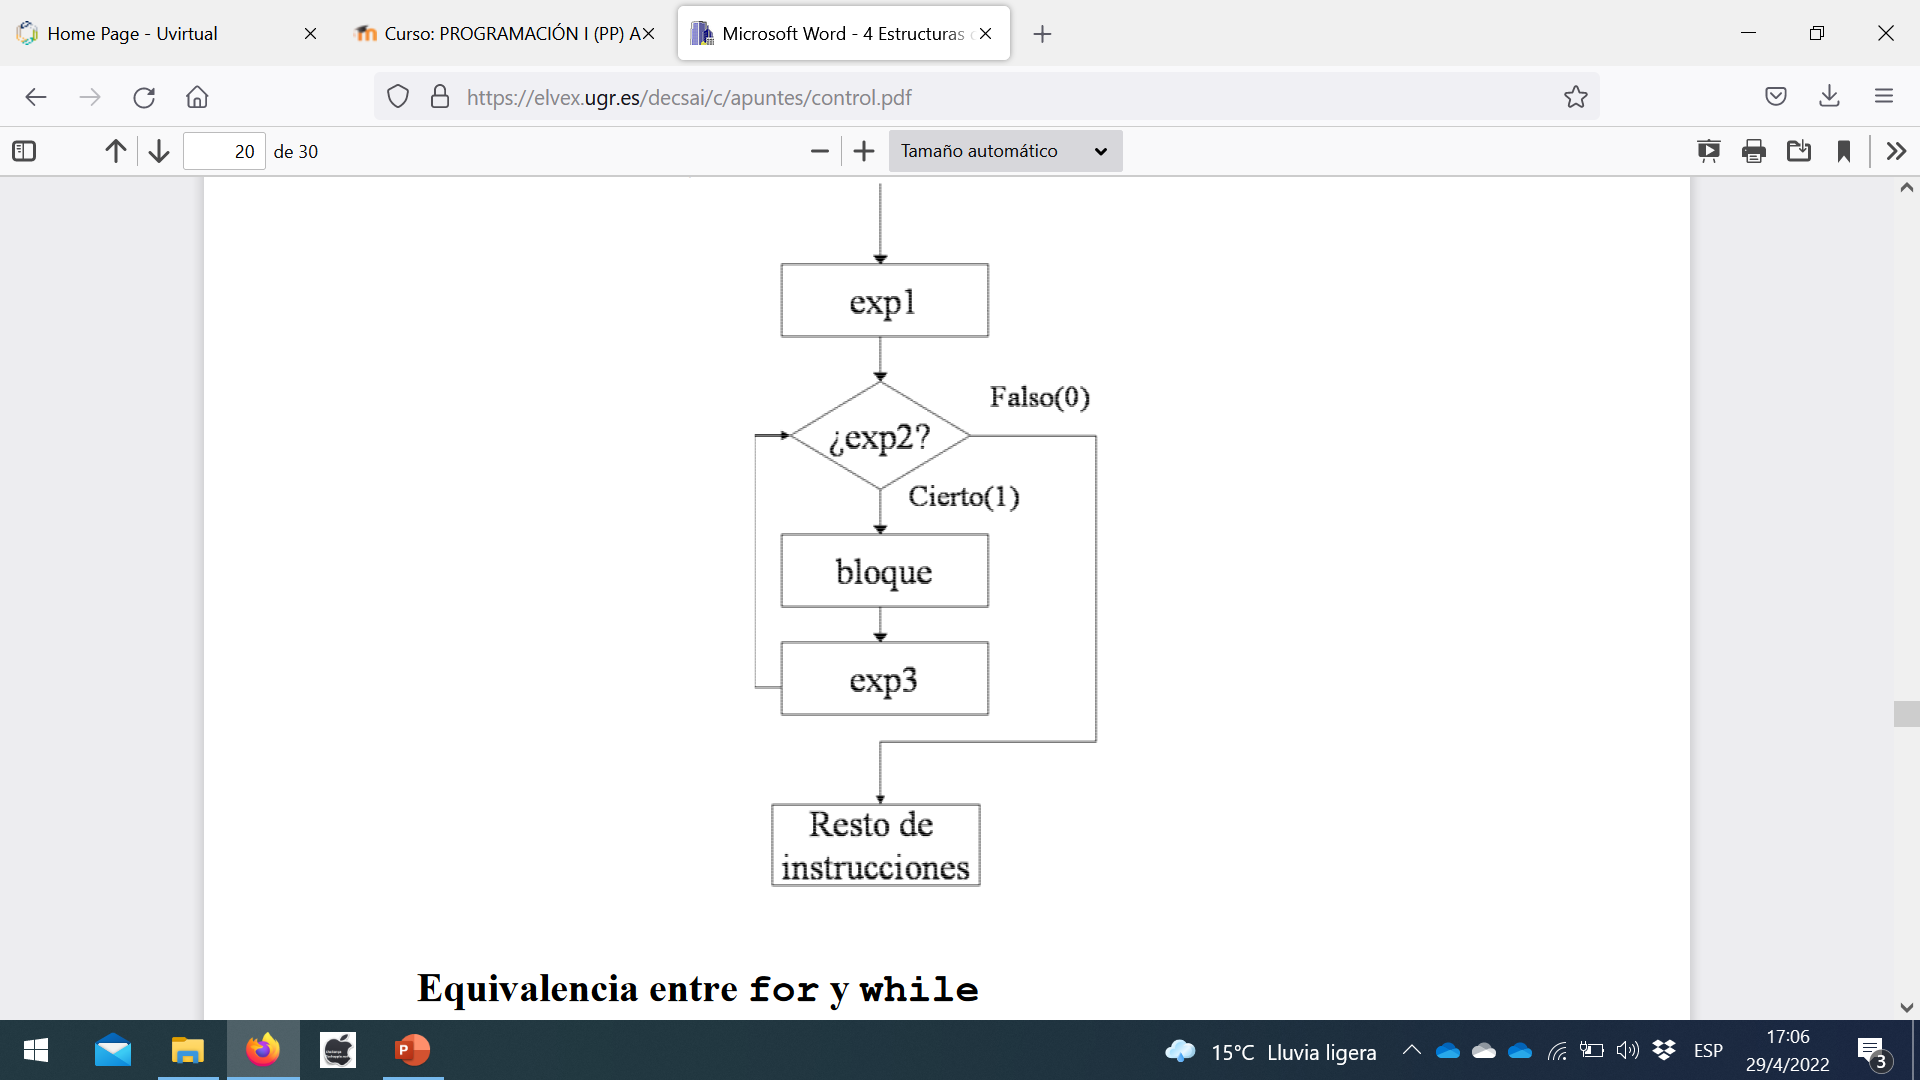 Home Page - Uvirtual
Curso: PROGRAMACIÓN I (PP) A
Microsoft Word - 4 Estructuras
https://elvex.ugr.es/decsai/c/apuntes/control.pdf
20 de 30
Tamaño automático
exp1
Falso(0)
¿exp2?
Cierto(1)
bloque
exp3
Resto de
instrucciones
Equivalencia entre for y while
15°C Lluvia ligera
ESP
17:06
29/4/2022
3